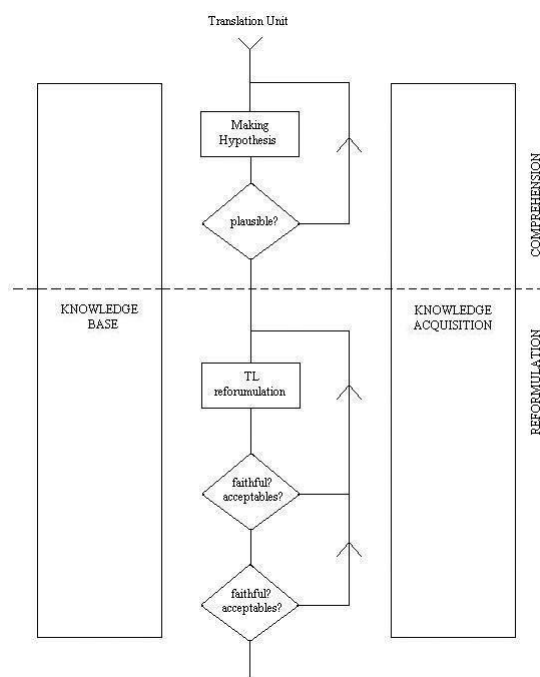 Translation Unit
Making
Hypothesis
plausible?
COMPREHENSION
KNOWLEDGE
BASE
KNOWLEDGE
ACQUISITION
REFORMULATION
TL
reforumulation
faithful?
acceptables?
faithful?
acceptables?